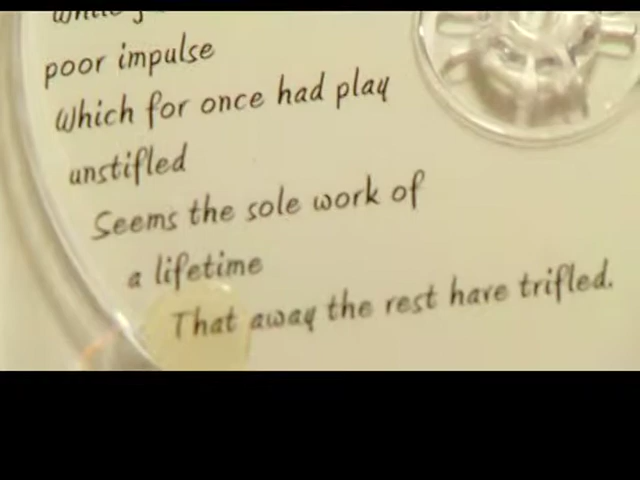 poor impulse
Which for once had play
unstifled
Seems the sole work of
a lifetime
That away the rest have trifled.